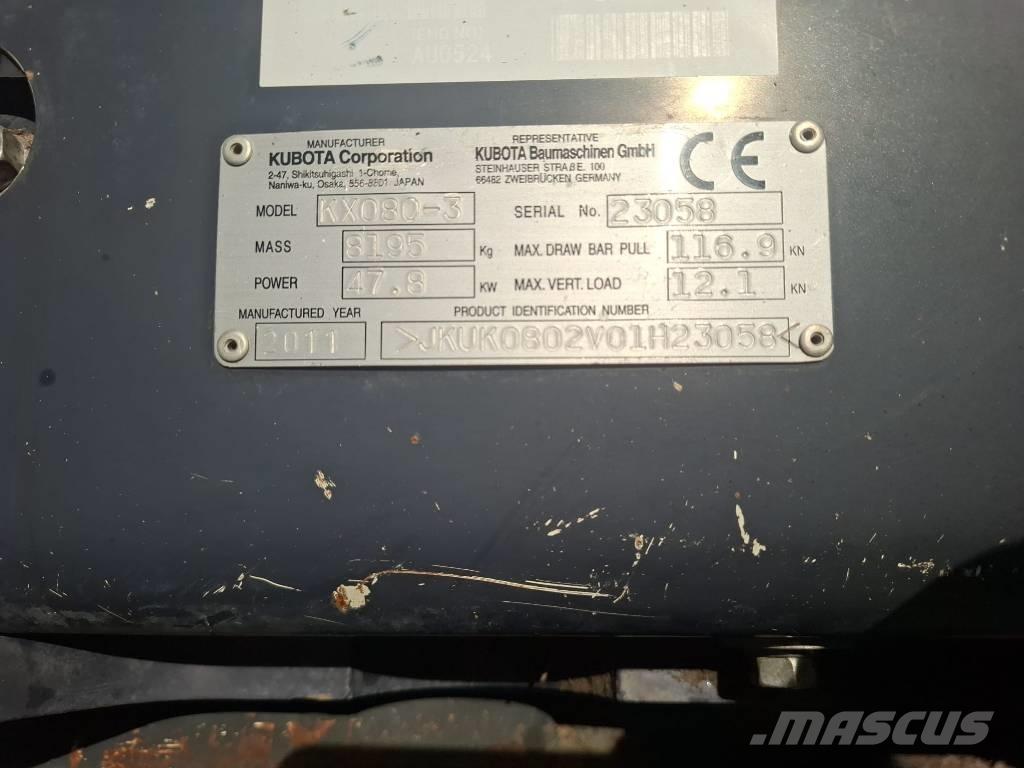 (ENG NO.)
AU0524
MANUFACTURER
KUBOTA Corporation
2-47, Shikitsuhigashi 1-Chome,
Naniwa-ku, Osaka, 556-8601 JAPAN
REPRESENTATIVE
KUBOTA Baumaschinen GmbH
STEINHAUSER STRAßE 100
66482 ZWEIBRÜCKEN GERMANY
CE
MODEL KX080-3 SERIAL No. 23058
MASS 8195 Kg MAX. DRAW BAR PULL 116.9 KN
POWER 47.8 KW MAX. VERT. LOAD 12.1 KN
MANUFACTURED YEAR PRODUCT IDENTIFICATION NUMBER
2011 >JKUK0802V01H23058<
MASCUS